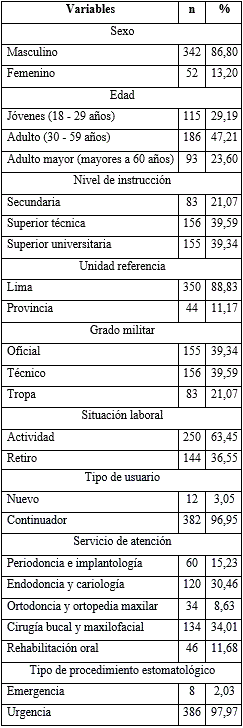 Variables n %
Sexo
Masculino 342 86,80
Femenino 52 13,20
Edad
Jóvenes (18 - 29 años) 115 29,19
Adulto (30 - 59 años) 186 47,21
Adulto mayor (mayores a 60 años) 93 23,60
Nivel de instrucción
Secundaria 83 21,07
Superior técnica 156 39,59
Superior universitaria 155 39,34
Unidad referencia
Lima 350 88,83
Provincia 44 11,17
Grado militar
Oficial 155 39,34
Técnico 156 39,59
Tropa 83 21,07
Situación laboral
Actividad 250 63,45
Retiro 144 36,55
Tipo de usuario
Nuevo 12 3,05
Continuador 382 96,95
Servicio de atención
Periodoncia e implantología 60 15,23
Endodoncia y cariología 120 30,46
Ortodoncia y ortopedia maxilar 34 8,63
Cirugía bucal y maxilofacial 134 34,01
Rehabilitación oral 46 11,68
Tipo de procedimiento estomatológico
Emergencia 8 2,03
Urgencia 386 97,97